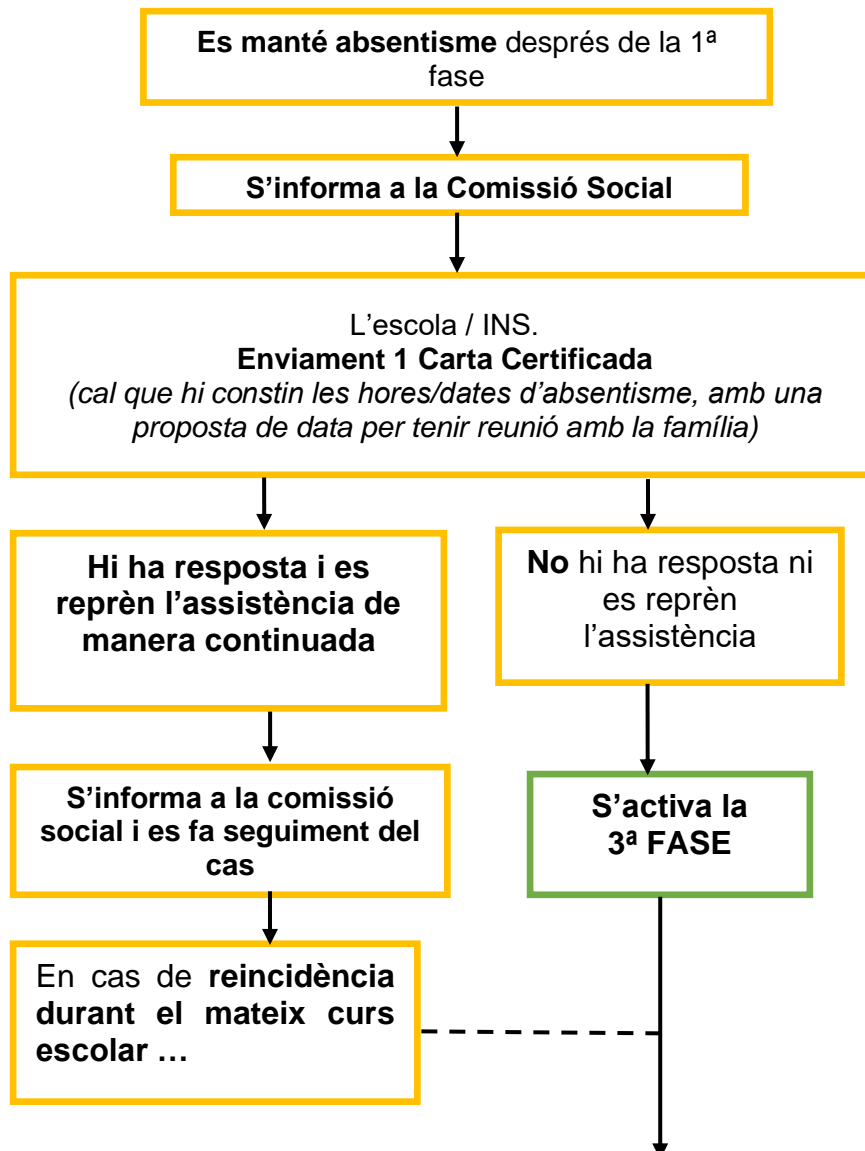 Es manté absentisme després de la 1ª
fase
S’informa a la Comissió Social
L’escola / INS.
Enviament 1 Carta Certificada
(cal que hi constin les hores/dates d’absentisme, amb una
proposta de data per tenir reunió amb la família)
Hi ha resposta i es
reprèn l’assistència de
manera continuada
No hi ha resposta ni
es reprèn
l’assistència
S’informa a la comissió
social i es fa seguiment del
cas
S’activa la
3ª FASE
En cas de reincidència
durant el mateix curs
escolar …